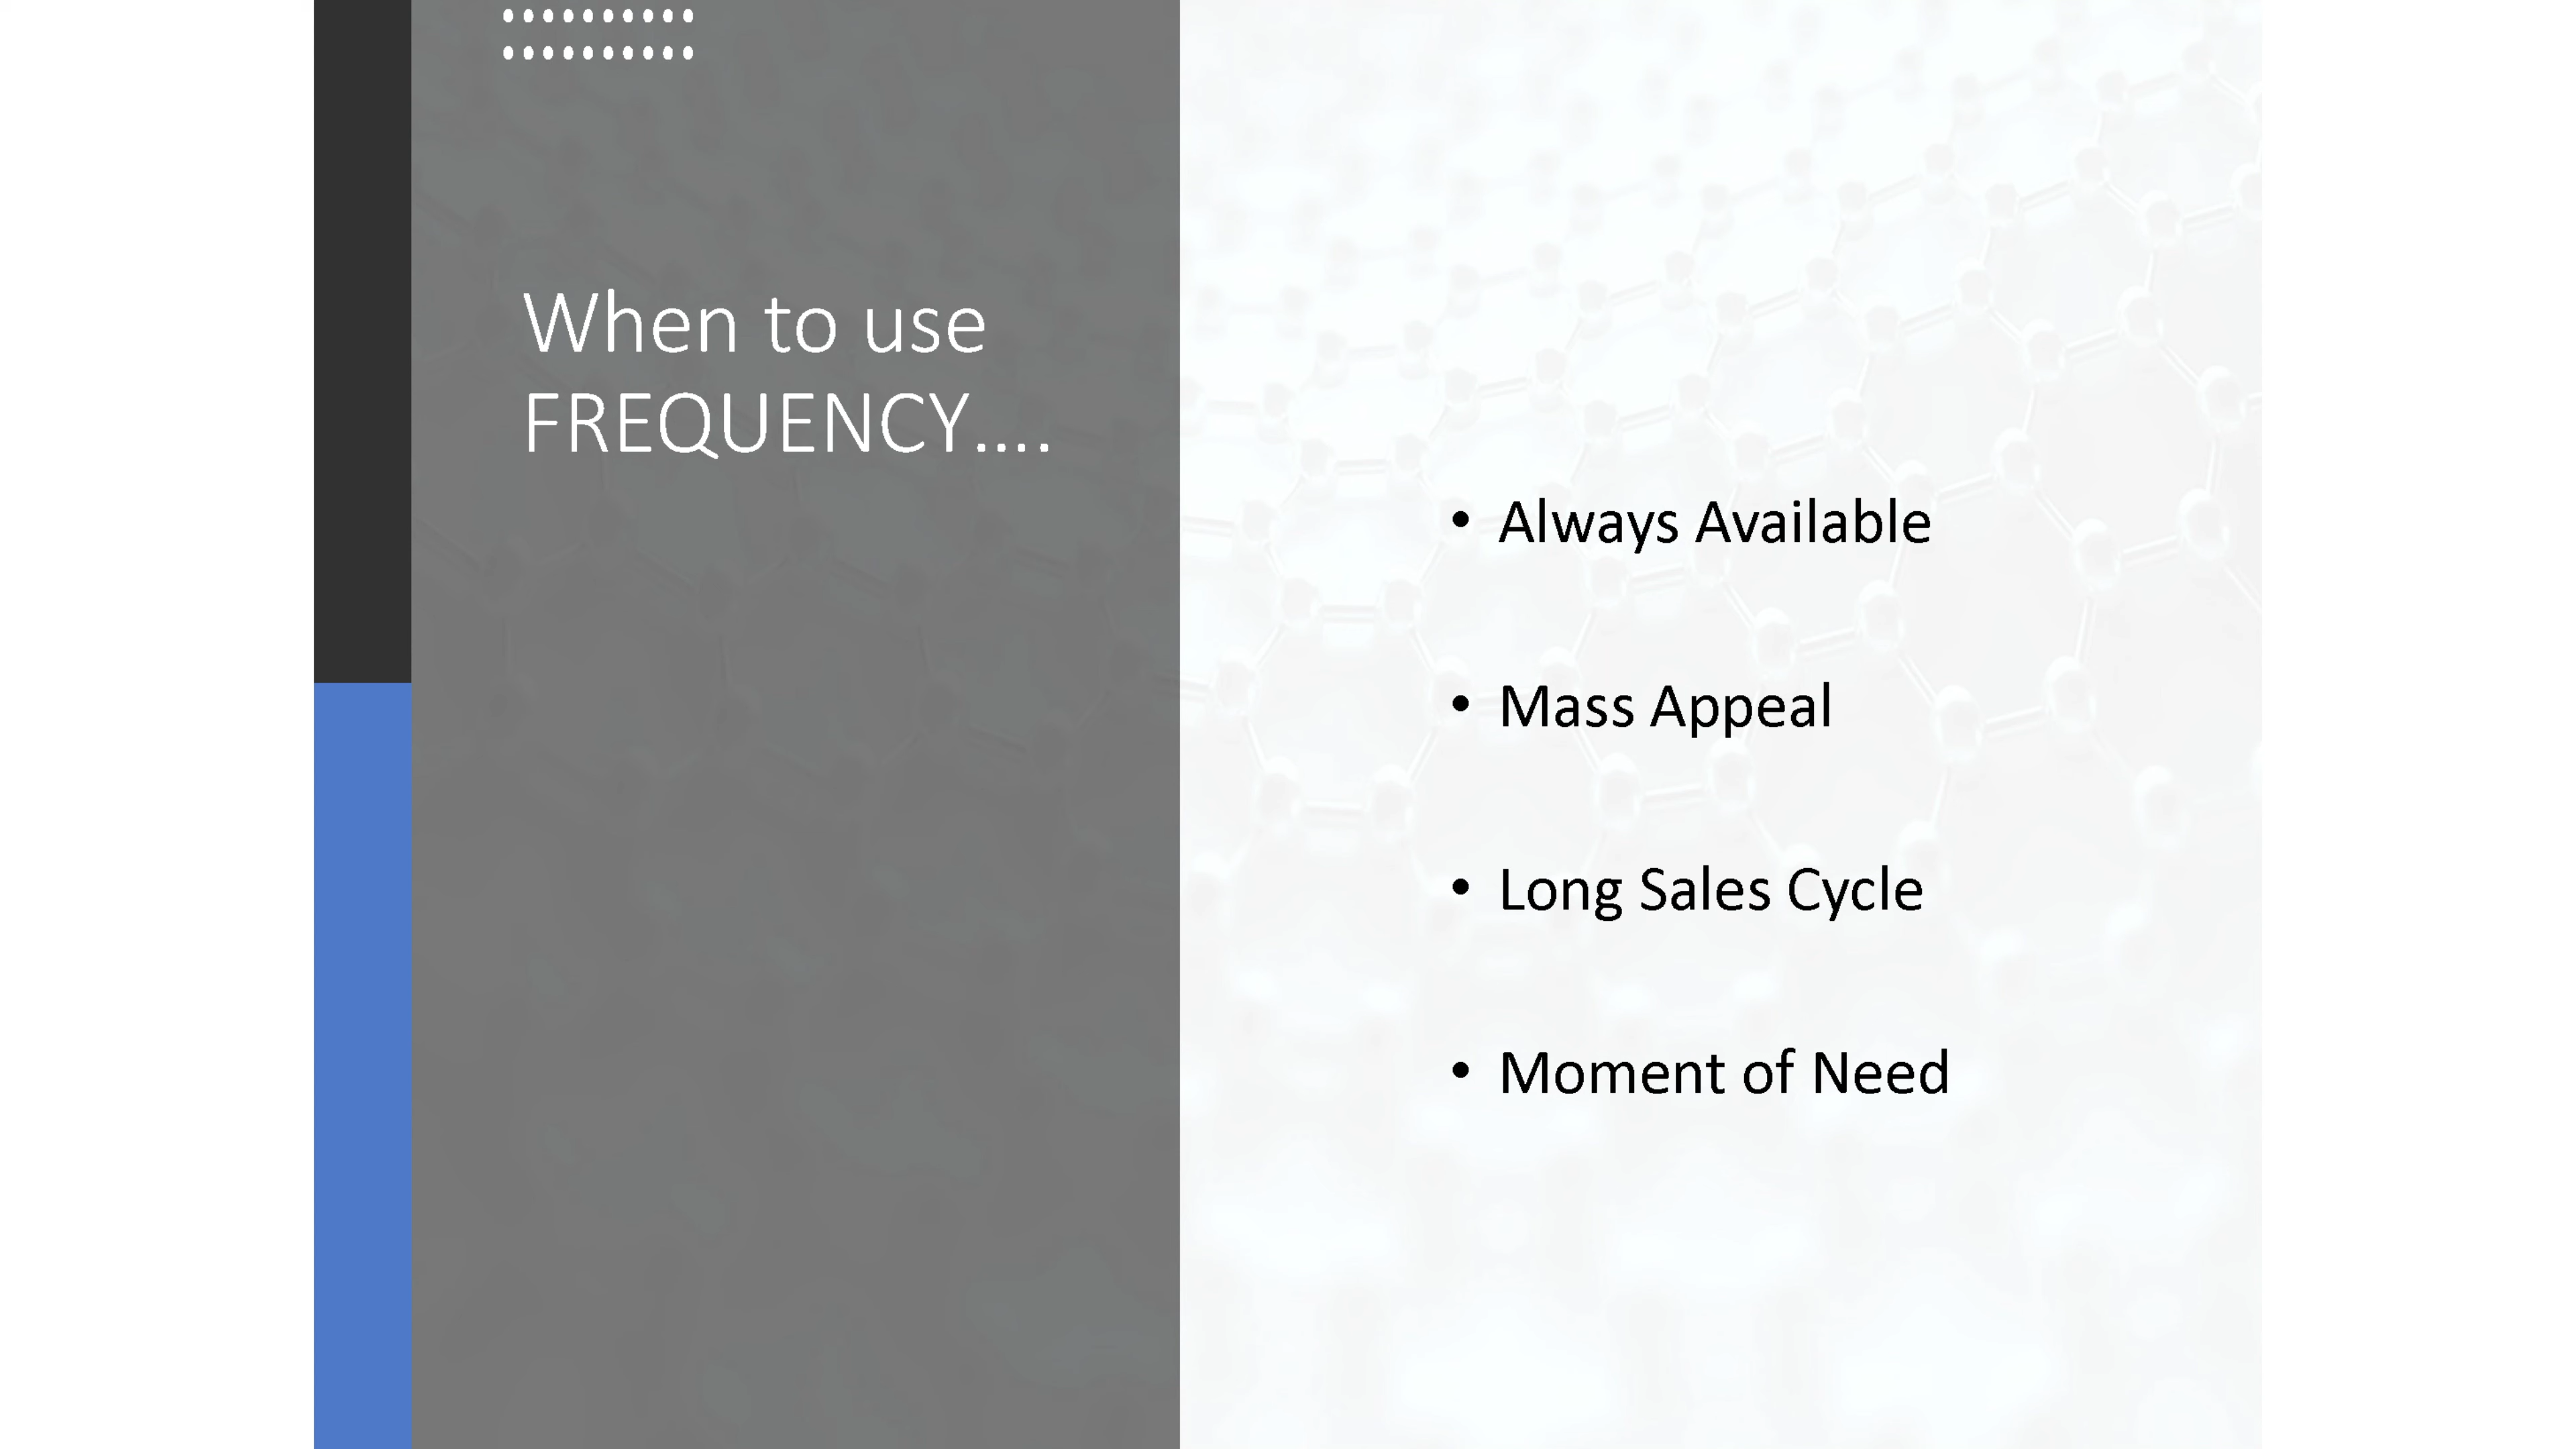 When to use
FREQUENCY....
• Always Available
• Mass Appeal
• Long Sales Cycle
• Moment of Need